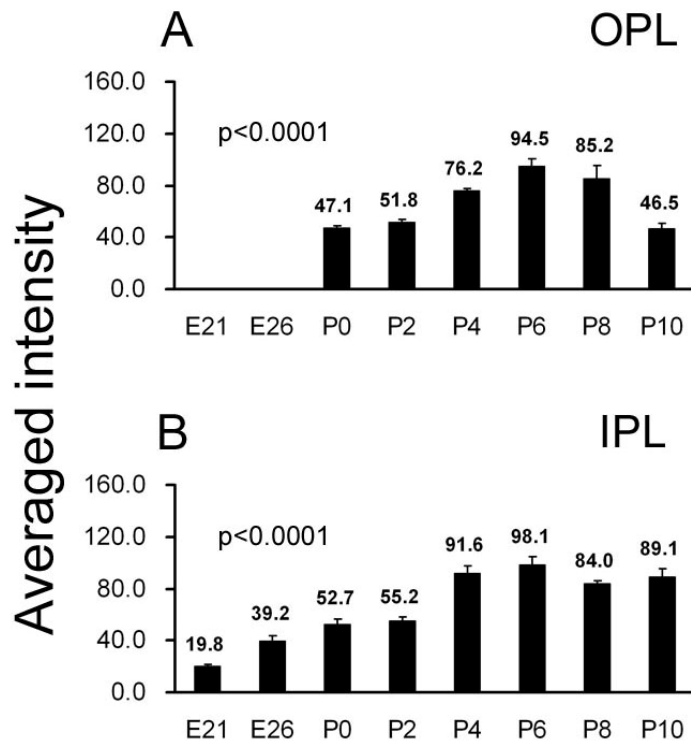 A OPL
Averaged intensity
160.0
120.0
80.0
40.0
0.0
p<0.0001
47.1 51.8 76.2 94.5 85.2 46.5
E21 E26 P0 P2 P4 P6 P8 P10
B IPL
160.0
120.0
80.0
40.0
0.0
p<0.0001
19.8 39.2 52.7 55.2 91.6 98.1 84.0 89.1
E21 E26 P0 P2 P4 P6 P8 P10